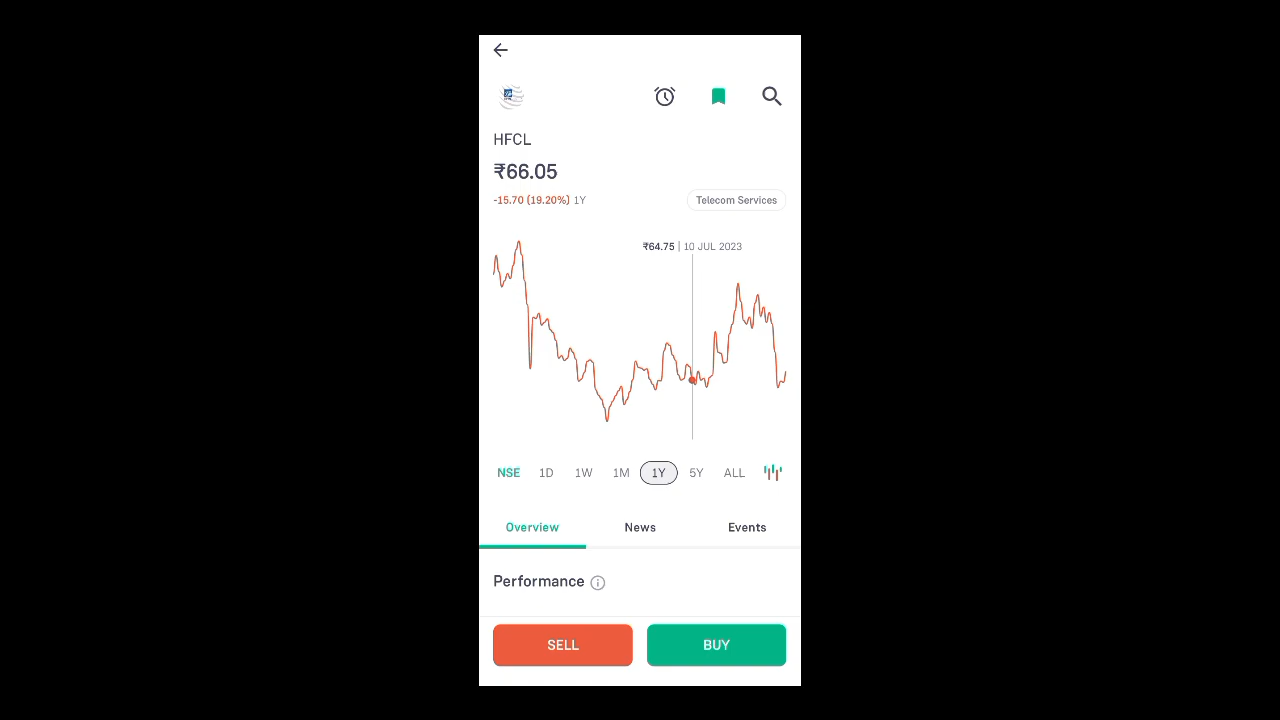 HFCL
₹66.05
-15.70 (19.20%) 1Y
Telecom Services
₹64.75 | 10 JUL 2023
NSE 1D 1W 1M 1Y 5Y ALL
Overview News Events
Performance
SELL BUY